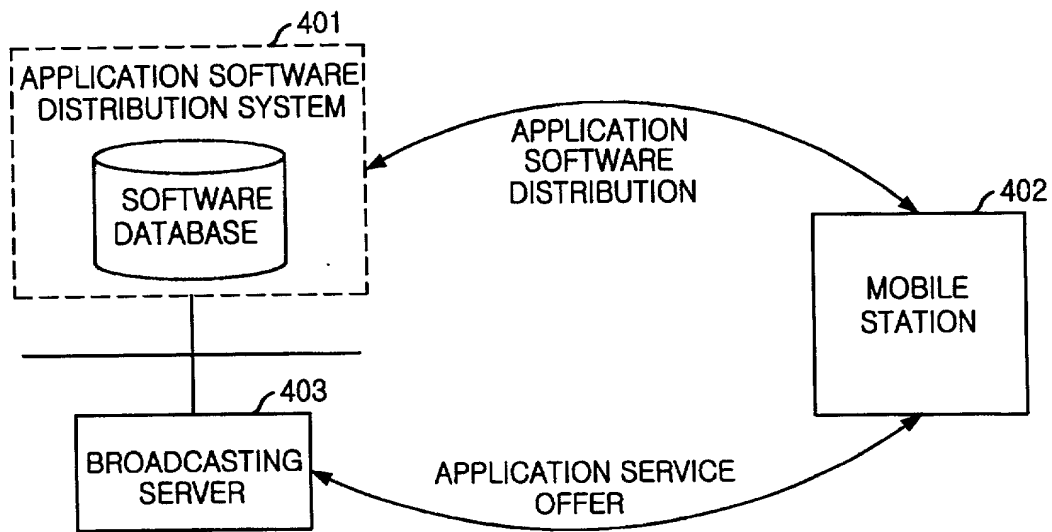 401
APPLICATION SOFTWARE
DISTRIBUTION SYSTEM
SOFTWARE
DATABASE
APPLICATION
SOFTWARE
DISTRIBUTION
402
MOBILE
STATION
403
BROADCASTING
SERVER
APPLICATION SERVICE
OFFER